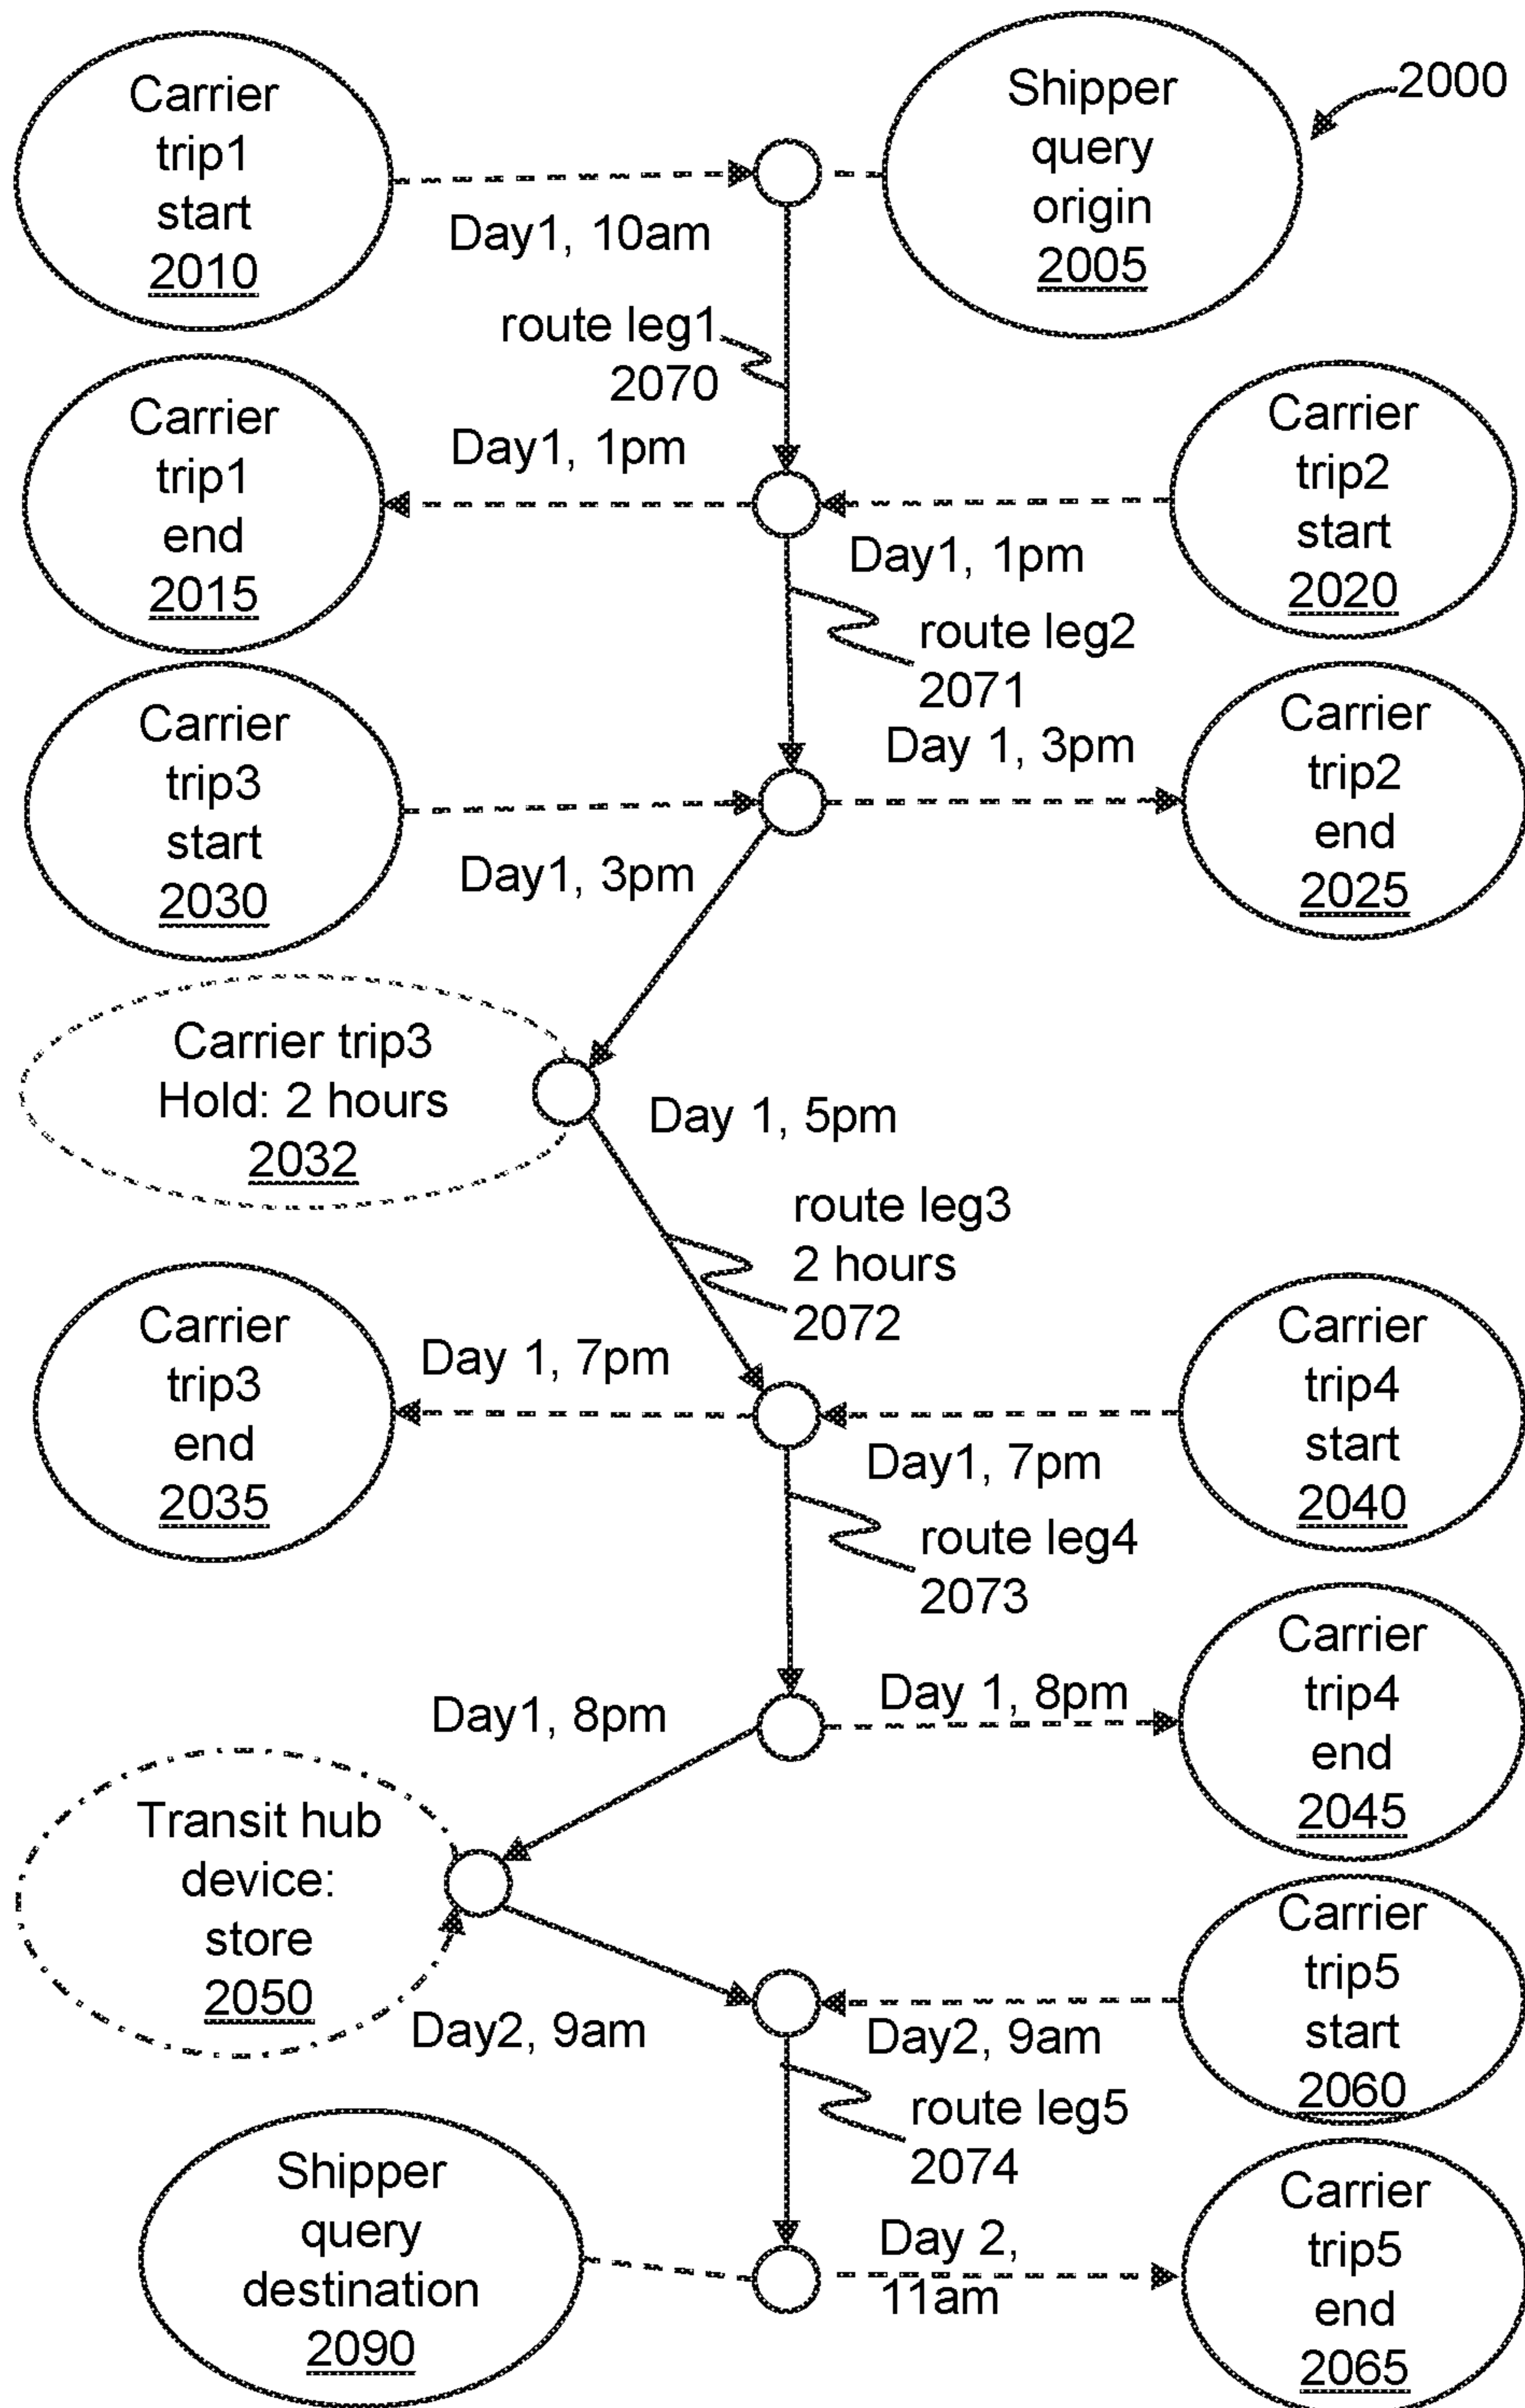 Carrier
trip1
start
2010
Shipper
query
origin
2005
2000
Day1, 10am
route leg1
2070
Carrier
trip1
end
2015
Day1, 1pm
Carrier
trip2
start
2020
Day1, 1pm
route leg2
2071
Carrier
trip3
start
2030
Day 1, 3pm
Carrier
trip2
end
2025
Day1, 3pm
Carrier trip3
Hold: 2 hours
2032
Day 1, 5pm
route leg3
2 hours
2072
Carrier
trip3
end
2035
Day 1, 7pm
Carrier
trip4
start
2040
Day1, 7pm
route leg4
2073
Day1, 8pm
Day 1, 8pm
Carrier
trip4
end
2045
Transit hub
device:
store
2050
Day2, 9am
Day2, 9am
Carrier
trip5
start
2060
route leg5
2074
Shipper
query
destination
2090
Day 2,
11am
Carrier
trip5
end
2065